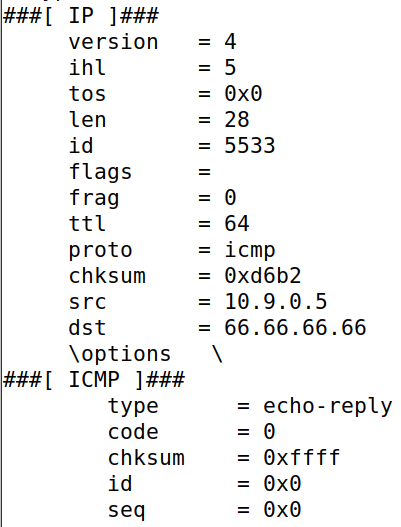 ###[ IP ]###
version = 4
ihl = 5
tos = 0x0
len = 28
id = 5533
flags =
frag = 0
ttl = 64
proto = icmp
chksum = 0xd6b2
src = 10.9.0.5
dst = 66.66.66.66
\options \
###[ ICMP ]###
type = echo-reply
code = 0
chksum = 0xffff
id = 0x0
seq = 0x0